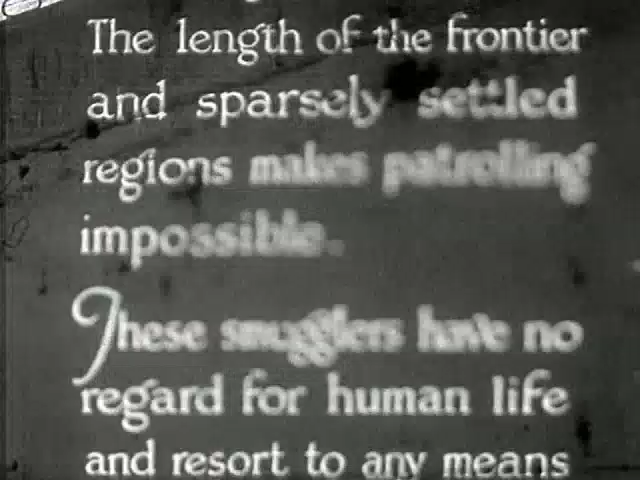 The length of the frontier
and sparsely settled
regions makes patrolling
impossible.
These smugglers have no
regard for human life
and resort to any means